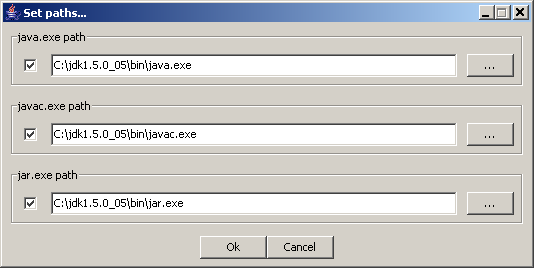 Set paths...
java.exe path
C:\jdk1.5.0_05\bin\java.exe
...
javac.exe path
C:\jdk1.5.0_05\bin\javac.exe
...
jar.exe path
C:\jdk1.5.0_05\bin\jar.exe
...
Ok Cancel